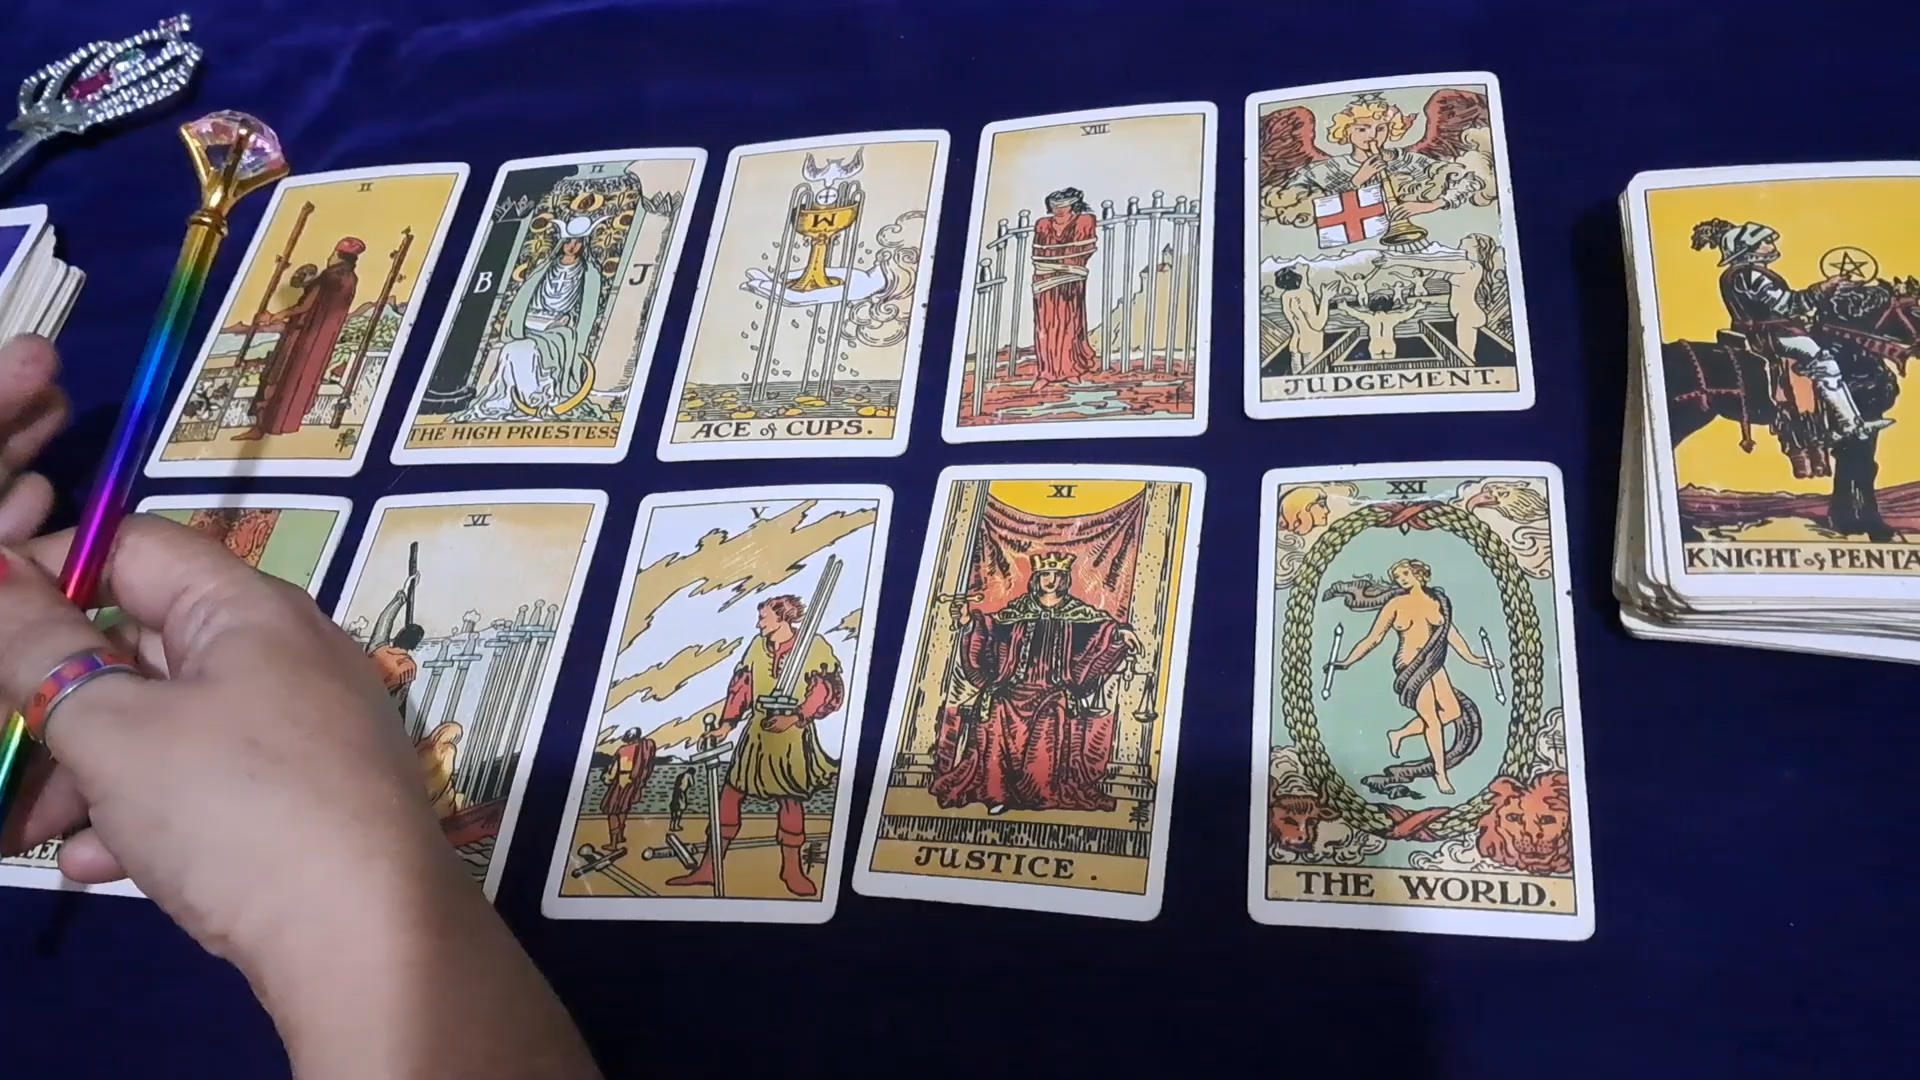 II
II
B J
THE HIGH PRIESTESS
W
ACE of CUPS.
VIII
XX
JUDGEMENT.
KNIGHT of PENTA
VI
V
XI
JUSTICE.
XXI
THE WORLD.